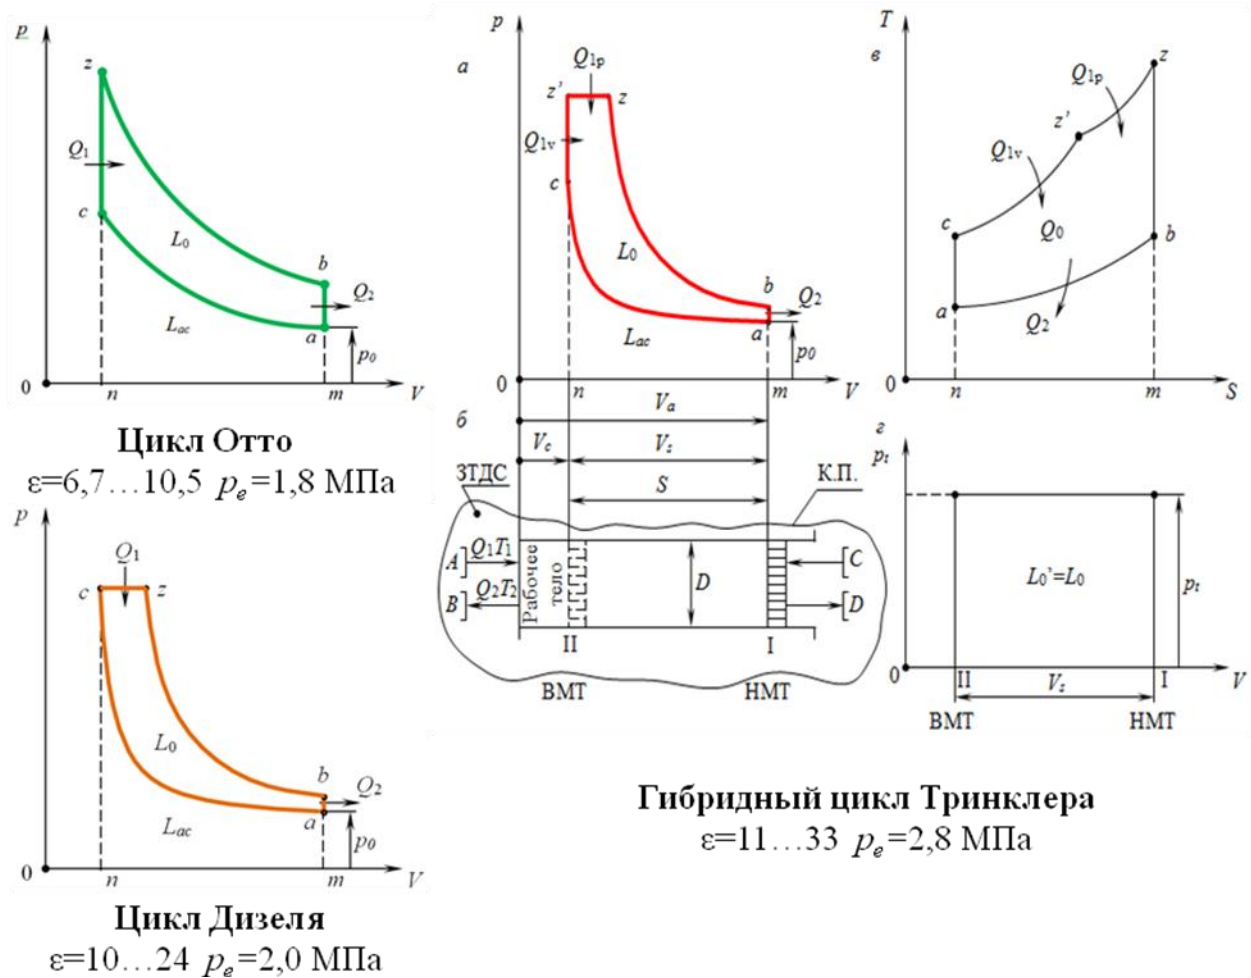 p
z
Q₁
c
L₀
b
Q₂
Lac
a
p₀
0
n
m
V
Цикл Отто
ε=6,7…10,5 pe=1,8 МПа
p
Q₁
c
z
L₀
b
Q₂
a
Lac
p₀
0
n
m
V
Цикл Дизеля
ε=10…24 pe=2,0 МПа
p
а
Q1p
z'
z
Q1v
c
L₀
b
Q₂
Lac
a
p₀
0
n
m
V
б
Va
Vc
Vs
ЗТДС
S
К.П.
A
Q₁T₁
B
Q₂T₂
Рабочее
тело
D
C
D
II
I
ВМТ
НМТ
T
в
z
Q1p
z'
Q1v
c
Q₀
b
a
Q₂
0
n
m
S
г
pt
L₀'=L₀
pt
0
II
Vs
I
V
ВМТ
НМТ
Гибридный цикл Тринклера
ε=11…33 pe=2,8 МПа